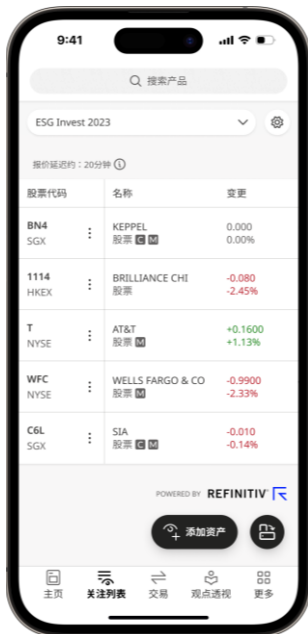 9:41
搜索产品
ESG Invest 2023
报价延迟约：20分钟
股票代码 名称 变更
BN4 KEPPEL 0.000
SGX 股票 C M 0.00%
1114 BRILLIANCE CHI -0.080
HKEX 股票 -2.45%
T AT&T +0.1600
NYSE 股票 M +1.13%
WFC WELLS FARGO & CO -0.9900
NYSE 股票 M -2.33%
C6L SIA -0.010
SGX 股票 C M -0.14%
POWERED BY REFINITIV
添加资产
主页 关注列表 交易 观点透视 更多